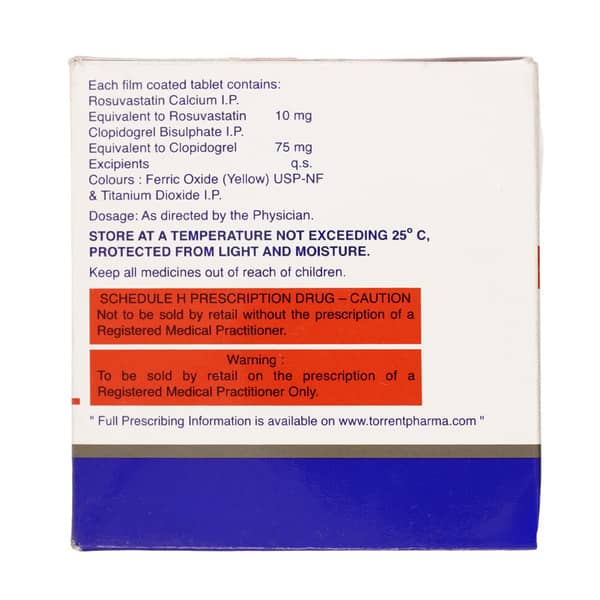 Each film coated tablet contains:
Rosuvastatin Calcium I.P.
Equivalent to Rosuvastatin 10 mg
Clopidogrel Bisulphate I.P.
Equivalent to Clopidogrel 75 mg
Excipients q.s.
Colours : Ferric Oxide (Yellow) USP-NF
& Titanium Dioxide I.P.
Dosage: As directed by the Physician.
STORE AT A TEMPERATURE NOT EXCEEDING 25° C,
PROTECTED FROM LIGHT AND MOISTURE.
Keep all medicines out of reach of children.
SCHEDULE H PRESCRIPTION DRUG – CAUTION
Not to be sold by retail without the prescription of a
Registered Medical Practitioner.
Warning :
To be sold by retail on the prescription of a
Registered Medical Practitioner Only.
" Full Prescribing Information is available on www.torrentpharma.com "